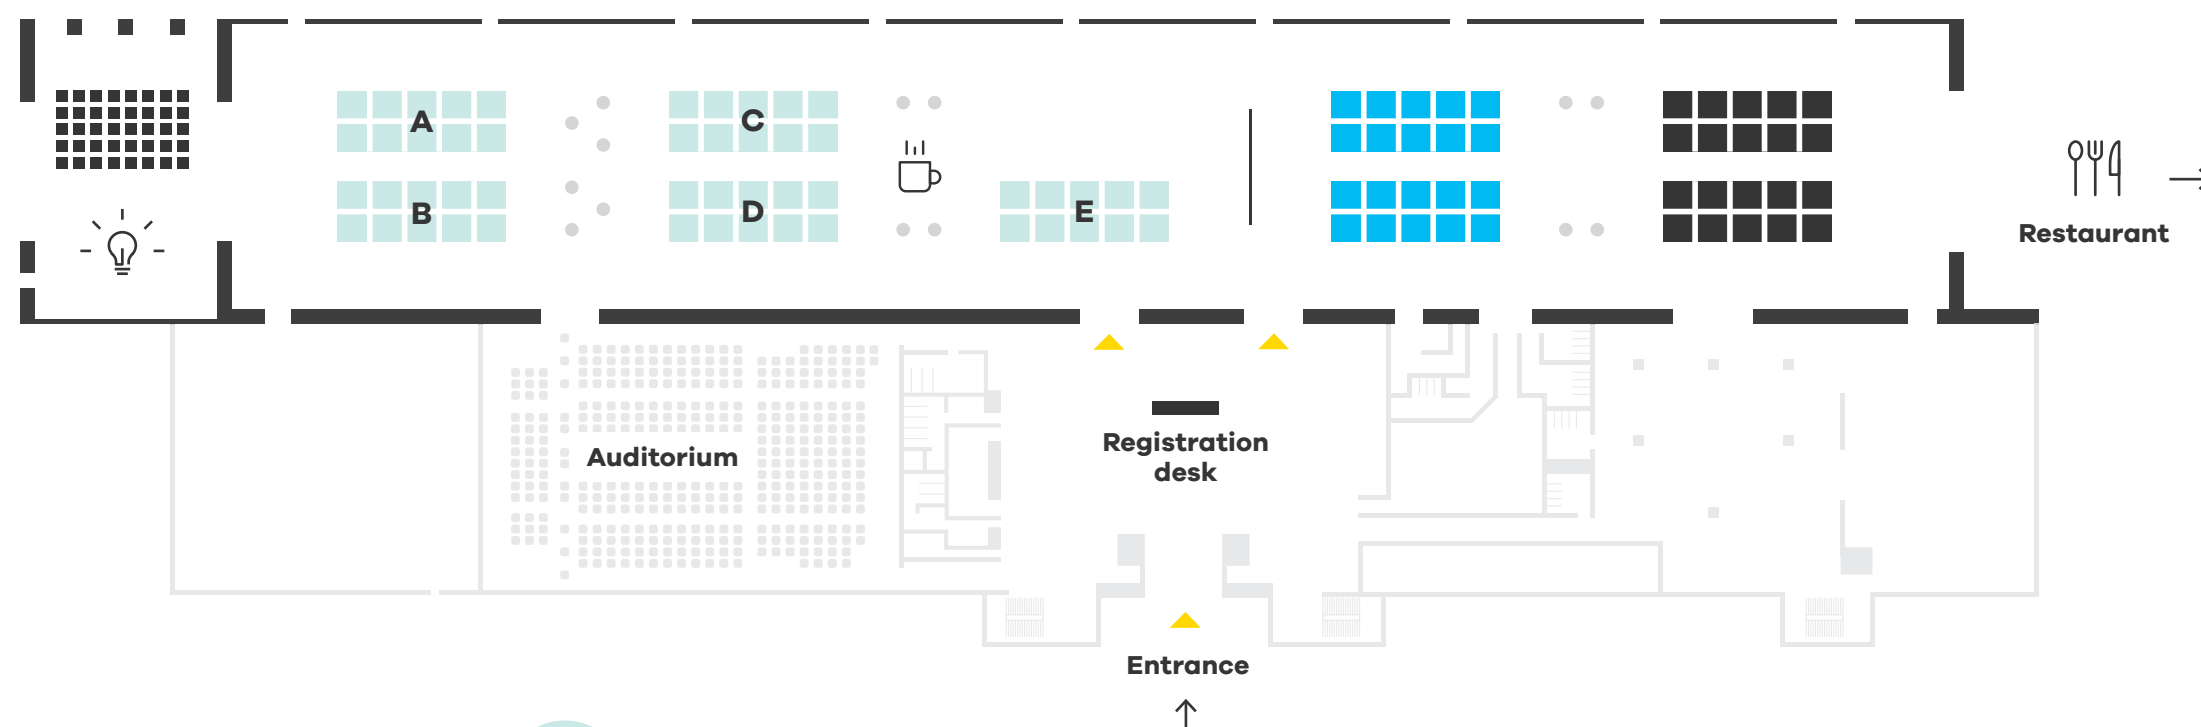 A
C
B
D
E
Restaurant
Auditorium
Registration
desk
Entrance